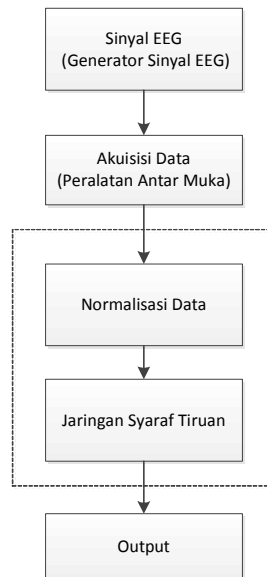 Sinyal EEG
(Generator Sinyal EEG)
Akuisisi Data
(Peralatan Antar Muka)
Normalisasi Data
Jaringan Syaraf Tiruan
Output